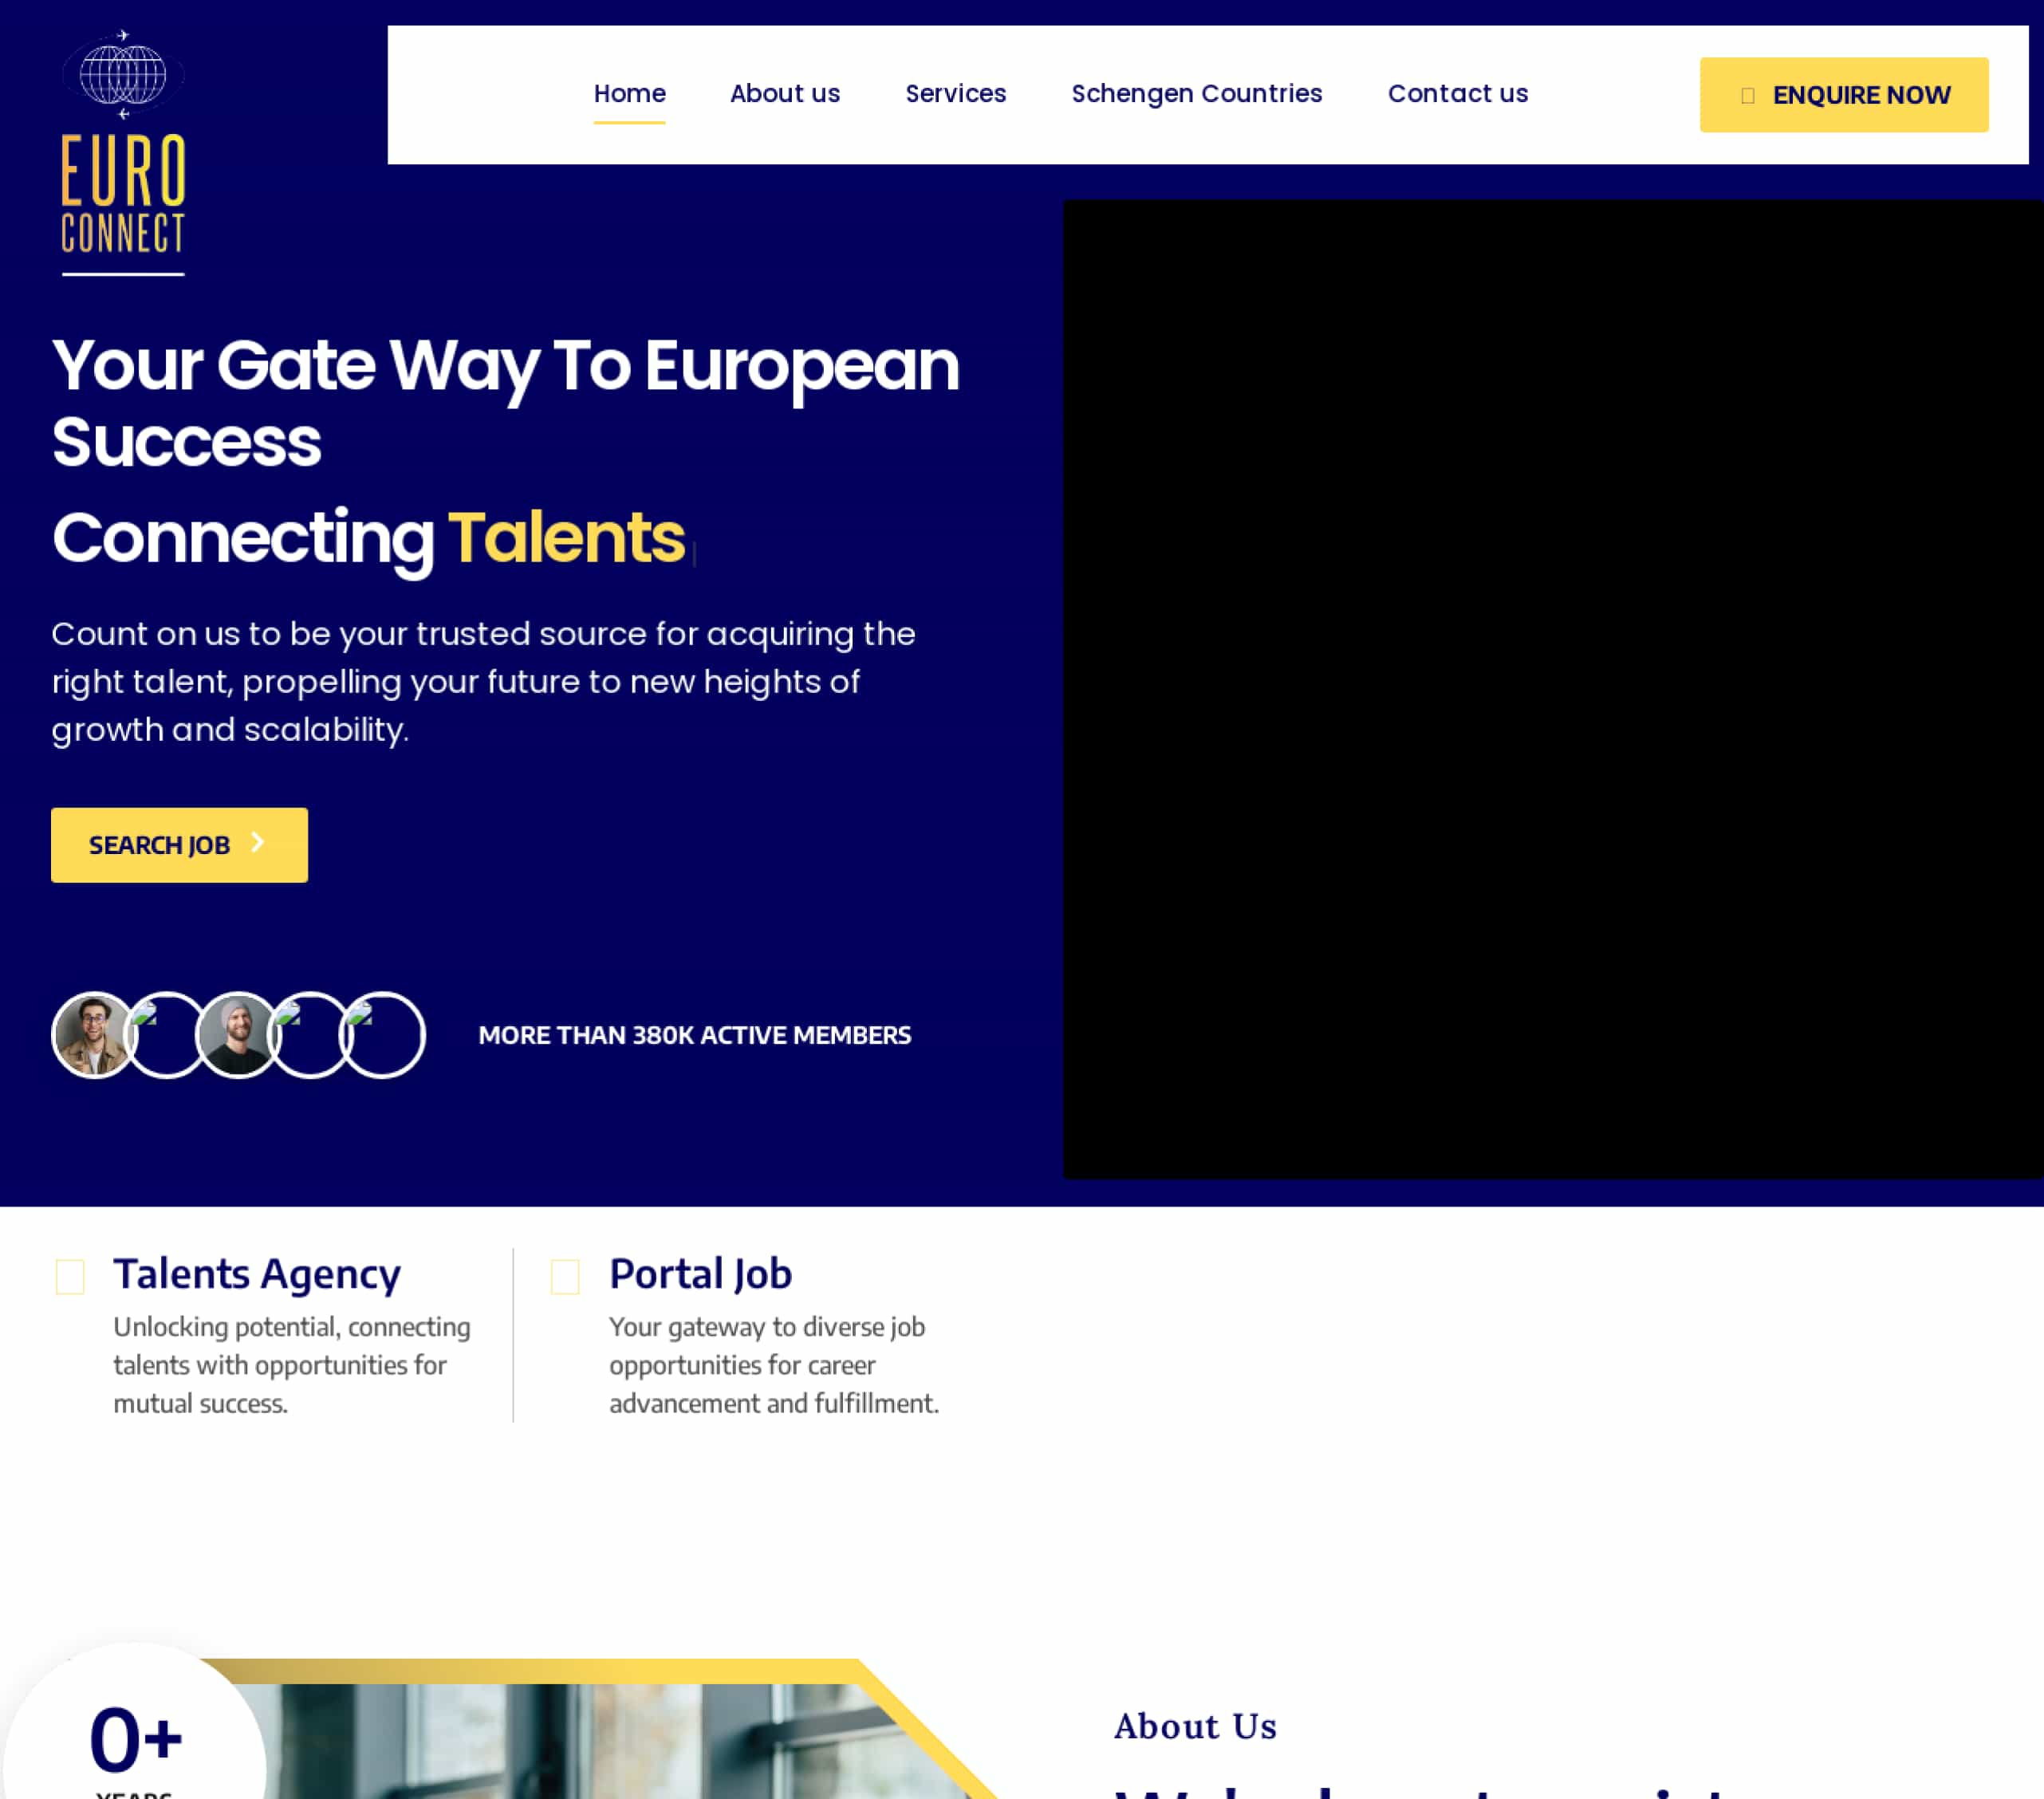 EURO
CONNECT
Home
About us
Services
Schengen Countries
Contact us
ENQUIRE NOW
Your Gate Way To European
Success
Connecting Talents
Count on us to be your trusted source for acquiring the
right talent, propelling your future to new heights of
growth and scalability.
SEARCH JOB
MORE THAN 380K ACTIVE MEMBERS
Talents Agency
Unlocking potential, connecting
talents with opportunities for
mutual success.
Portal Job
Your gateway to diverse job
opportunities for career
advancement and fulfillment.
0+
YEARS
About Us